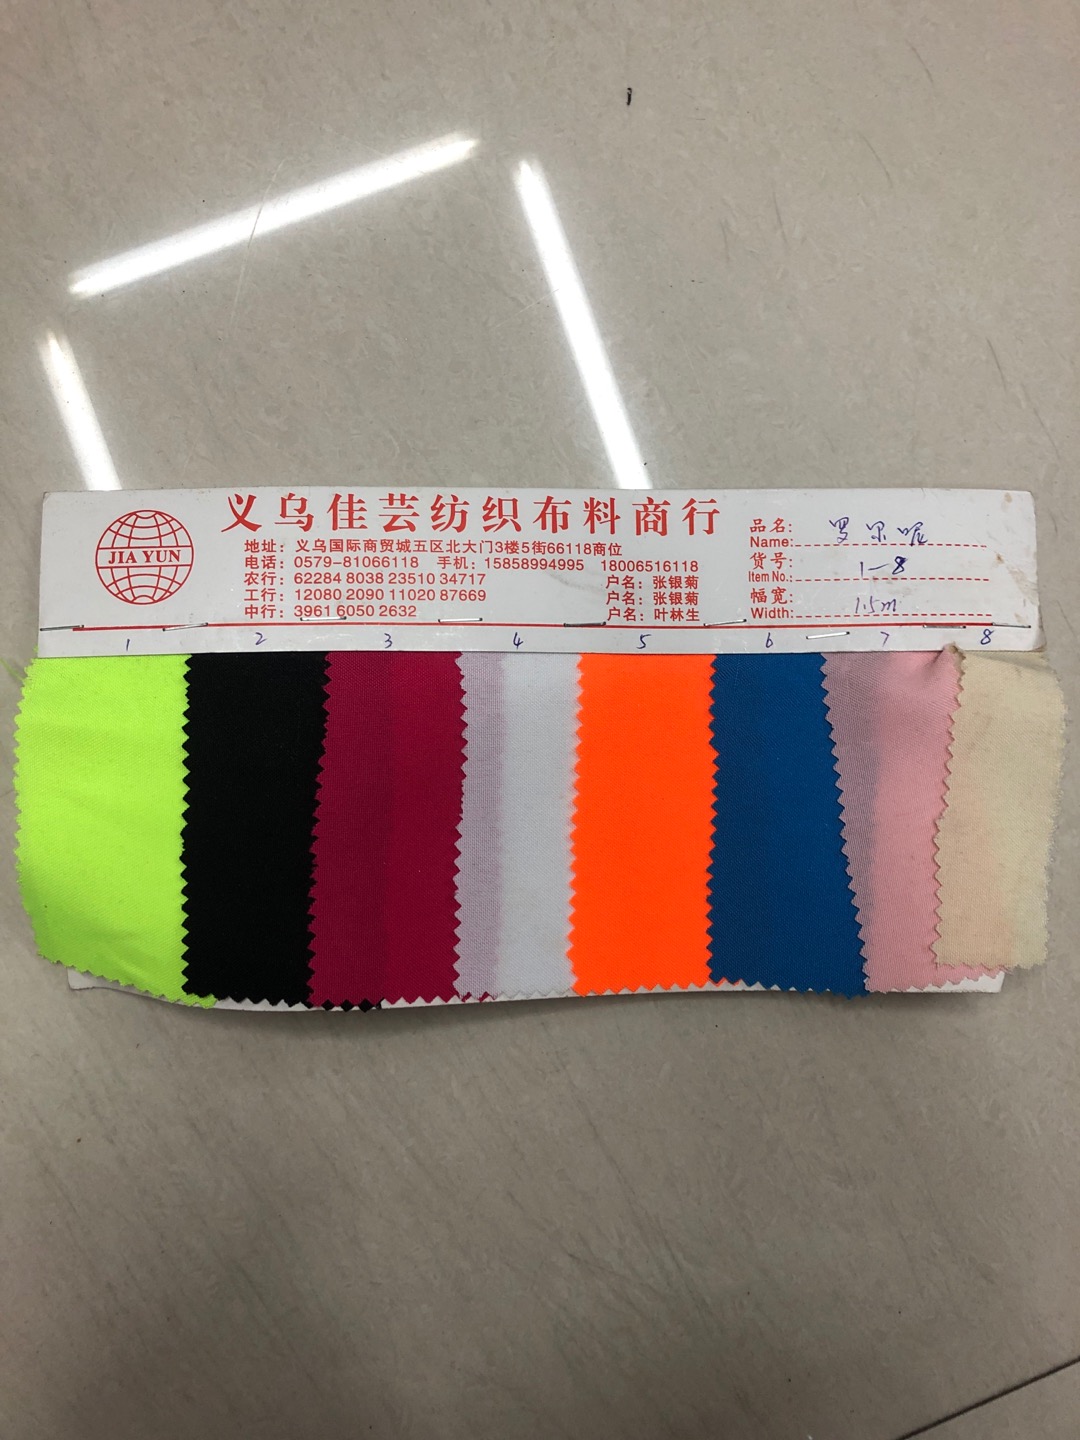 义乌佳芸纺织布料商行
JIA YUN
地址：义乌国际商贸城五区北大门3楼5街66118商位
电话：0579-81066118 手机：15858994995 18006516118
农行：62284 8038 23510 34717 户名：张银菊
工行：12080 2090 11020 87669 户名：张银菊
中行：3961 6050 2632 户名：叶林生
品名：
Name:
货号：
Item No.: 1-8
幅宽：
Width: 1.5m
1 2 3 4 5 6 7 8